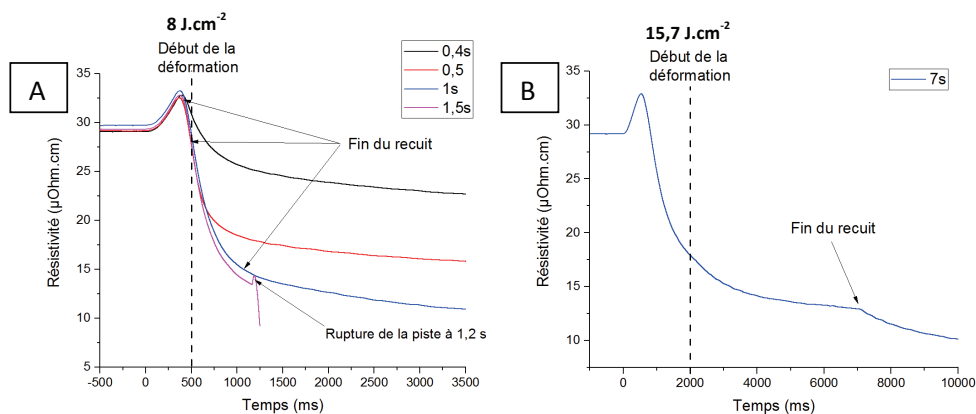 8 J.cm-2
Début de la
déformation
A
0,4s
0,5
1s
1,5s
Fin du recuit
Rupture de la piste à 1,2 s
Résistivité (µOhm.cm)
35
30
25
20
15
10
5
-500 0 500 1000 1500 2000 2500 3000 3500
Temps (ms)
15,7 J.cm-2
Début de la
déformation
B
7s
Fin du recuit
Résistivité (µOhm.cm)
35
30
25
20
15
10
0 2000 4000 6000 8000 10000
Temps (ms)